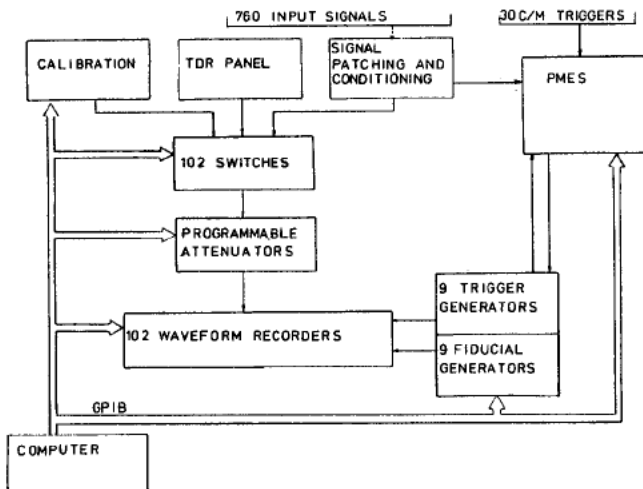 760 INPUT SIGNALS
30 C/M TRIGGERS
CALIBRATION
TDR PANEL
SIGNAL
PATCHING AND
CONDITIONING
PMES
102 SWITCHES
PROGRAMMABLE
ATTENUATORS
9 TRIGGER
GENERATORS
102 WAVEFORM RECORDERS
9 FIDUCIAL
GENERATORS
GPIB
COMPUTER